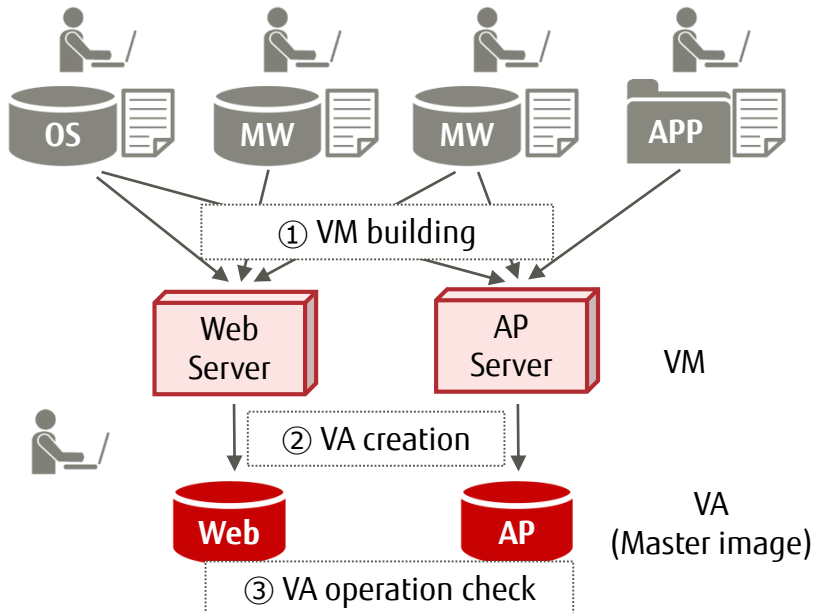 OS
MW
MW
APP
① VM building
Web
Server
AP
Server
VM
② VA creation
Web
AP
VA
(Master image)
③ VA operation check